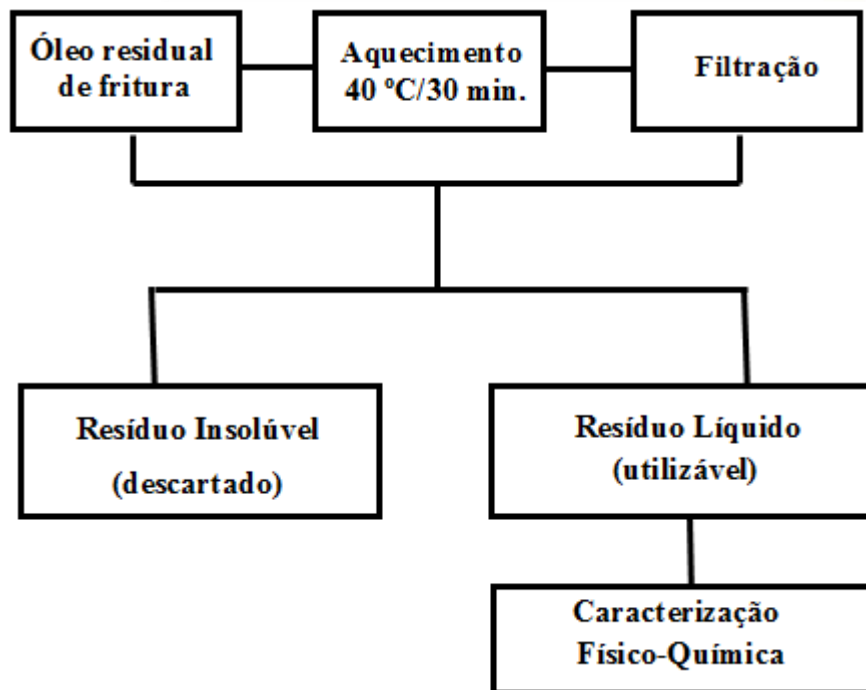 Óleo residual
de fritura
Aquecimento
40 ºC/30 min.
Filtração
Resíduo Insolúvel
(descartado)
Resíduo Líquido
(utilizável)
Caracterização
Físico-Química